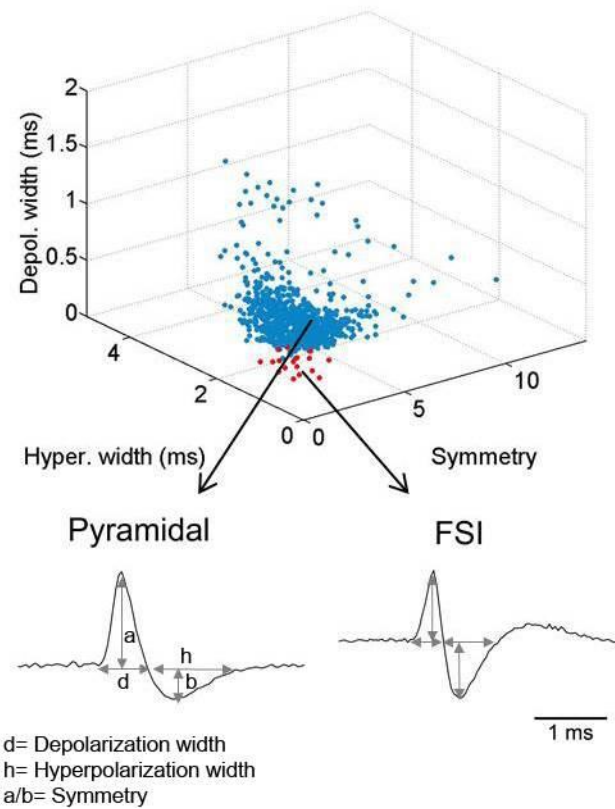 2
1.5
1
0.5
0
Depol. width (ms)
4
2
0
0
5
10
Hyper. width (ms)
Symmetry
Pyramidal
FSI
a
h
d
b
1 ms
d= Depolarization width
h= Hyperpolarization width
a/b= Symmetry